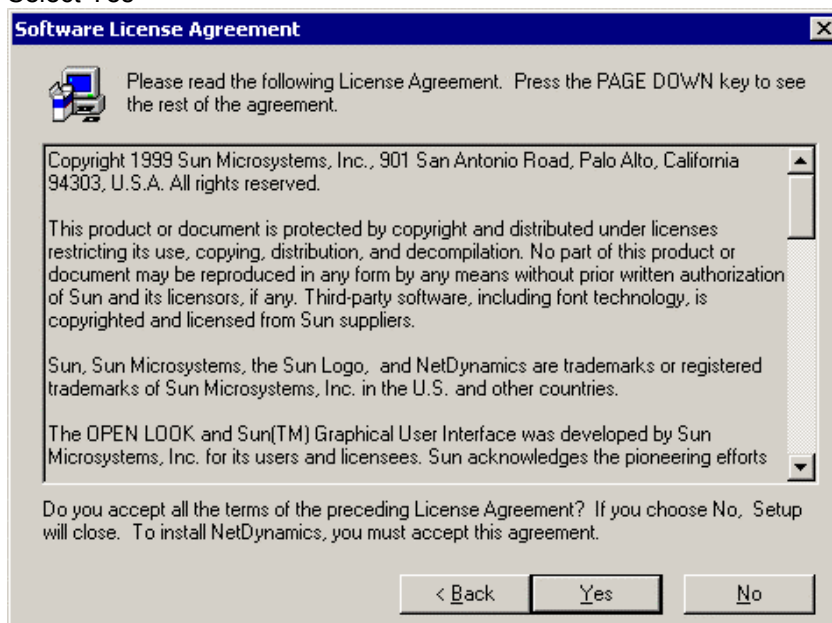 Select Yes
Software License Agreement
Please read the following License Agreement. Press the PAGE DOWN key to see
the rest of the agreement.
Copyright 1999 Sun Microsystems, Inc., 901 San Antonio Road, Palo Alto, California
94303, U.S.A. All rights reserved.
This product or document is protected by copyright and distributed under licenses
restricting its use, copying, distribution, and decompilation. No part of this product or
document may be reproduced in any form by any means without prior written authorization
of Sun and its licensors, if any. Third-party software, including font technology, is
copyrighted and licensed from Sun suppliers.
Sun, Sun Microsystems, the Sun Logo, and NetDynamics are trademarks or registered
trademarks of Sun Microsystems, Inc. in the U.S. and other countries.
The OPEN LOOK and Sun(TM) Graphical User Interface was developed by Sun
Microsystems, Inc. for its users and licensees. Sun acknowledges the pioneering efforts
Do you accept all the terms of the preceding License Agreement? If you choose No, Setup
will close. To install NetDynamics, you must accept this agreement.
< Back Yes No